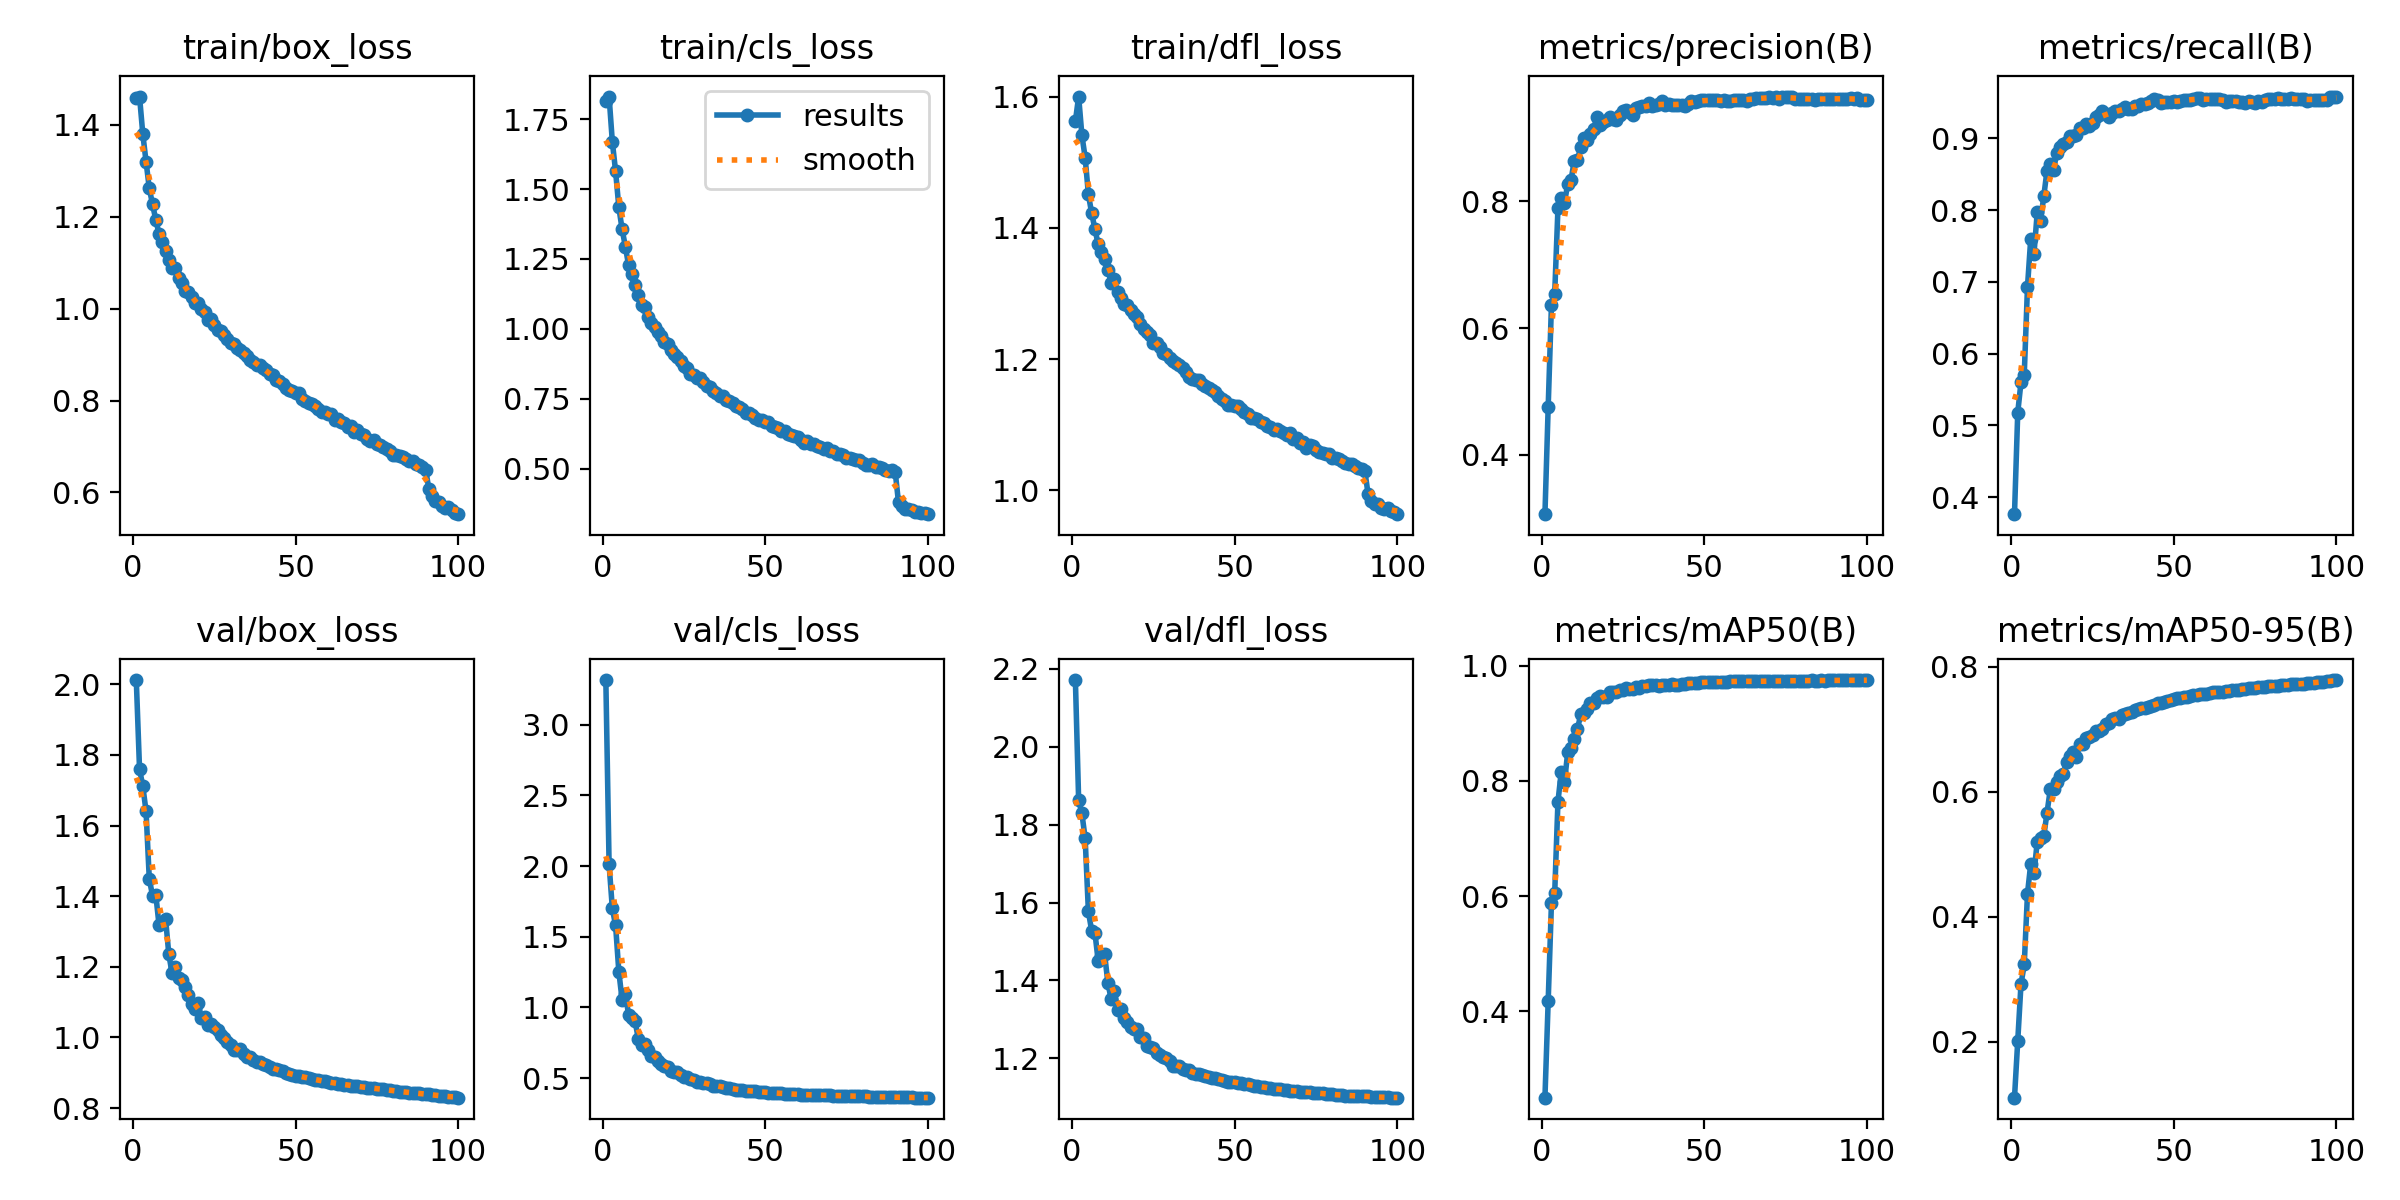 train/box_loss
train/cls_loss
train/dfl_loss
metrics/precision(B)
metrics/recall(B)
1.4
1.2
1.0
0.8
0.6
0 50 100
results
smooth
1.75
1.50
1.25
1.00
0.75
0.50
0 50 100
1.6
1.4
1.2
1.0
0 50 100
0.8
0.6
0.4
0 50 100
0.9
0.8
0.7
0.6
0.5
0.4
0 50 100
val/box_loss
val/cls_loss
val/dfl_loss
metrics/mAP50(B)
metrics/mAP50-95(B)
2.0
1.8
1.6
1.4
1.2
1.0
0.8
0 50 100
3.0
2.5
2.0
1.5
1.0
0.5
0 50 100
2.2
2.0
1.8
1.6
1.4
1.2
0 50 100
1.0
0.8
0.6
0.4
0 50 100
0.8
0.6
0.4
0.2
0 50 100